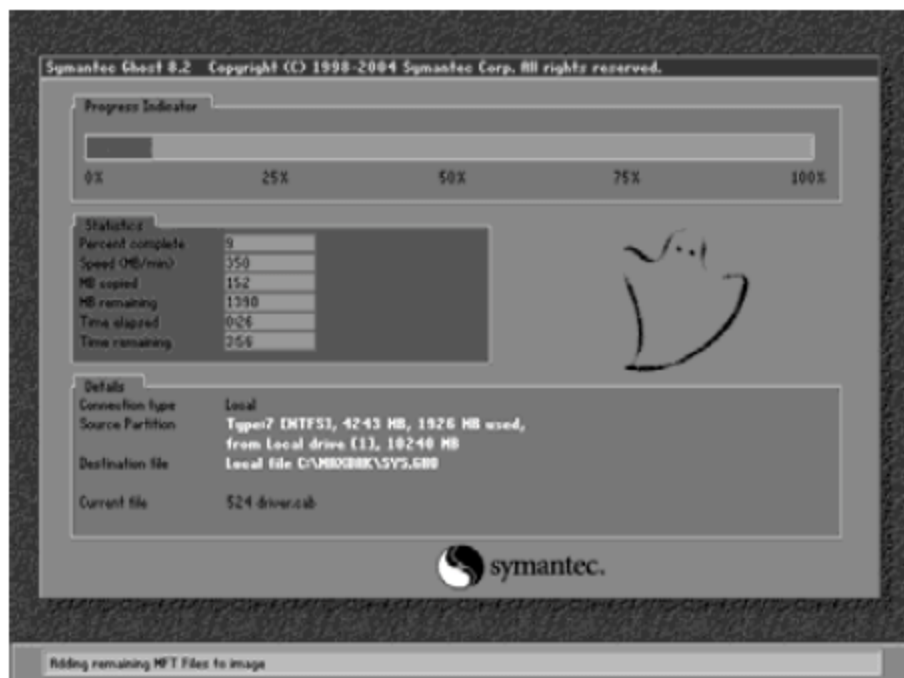 Symantec Ghost 8.2 Copyright (C) 1998-2004 Symantec Corp. All rights reserved.
Progress Indicator
0% 25% 50% 75% 100%
Statistics
Percent complete 9
Speed (MB/min) 350
MB copied 152
MB remaining 1390
Time elapsed 0:26
Time remaining 3:56
Details
Connection type Local
Source Partition Type:7 [NTFS], 4243 MB, 1926 MB used,
from Local drive [1], 10240 MB
Destination file Local file C:\MAXBAK\SYS.GHO
Current file 524 driver.cab
symantec.
Adding remaining MFT Files to image